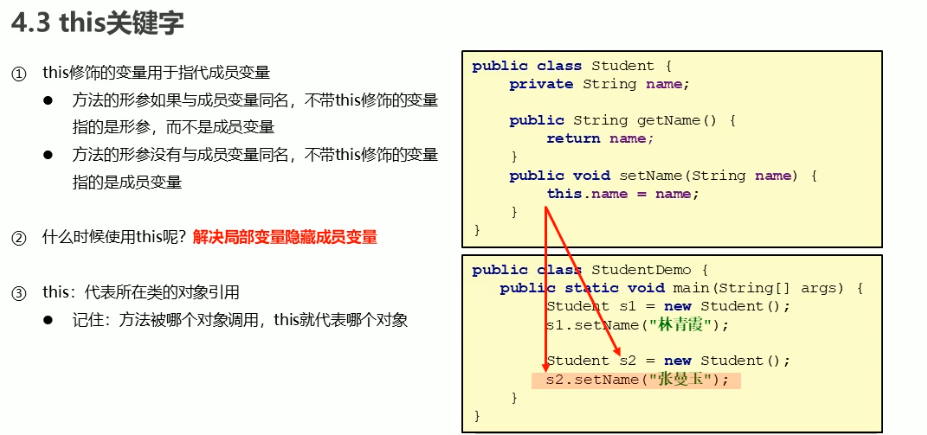 4.3 this关键字
① this修饰的变量用于指代成员变量
● 方法的形参如果与成员变量同名，不带this修饰的变量
指的是形参，而不是成员变量
● 方法的形参没有与成员变量同名，不带this修饰的变量
指的是成员变量
② 什么时候使用this呢？解决局部变量隐藏成员变量
③ this：代表所在类的对象引用
● 记住：方法被哪个对象调用，this就代表哪个对象
public class Student {
private String name;
public String getName() {
return name;
}
public void setName(String name) {
this.name = name;
}
}
public class StudentDemo {
public static void main(String[] args) {
Student s1 = new Student();
s1.setName("林青霞");
Student s2 = new Student();
s2.setName("张曼玉");
}
}